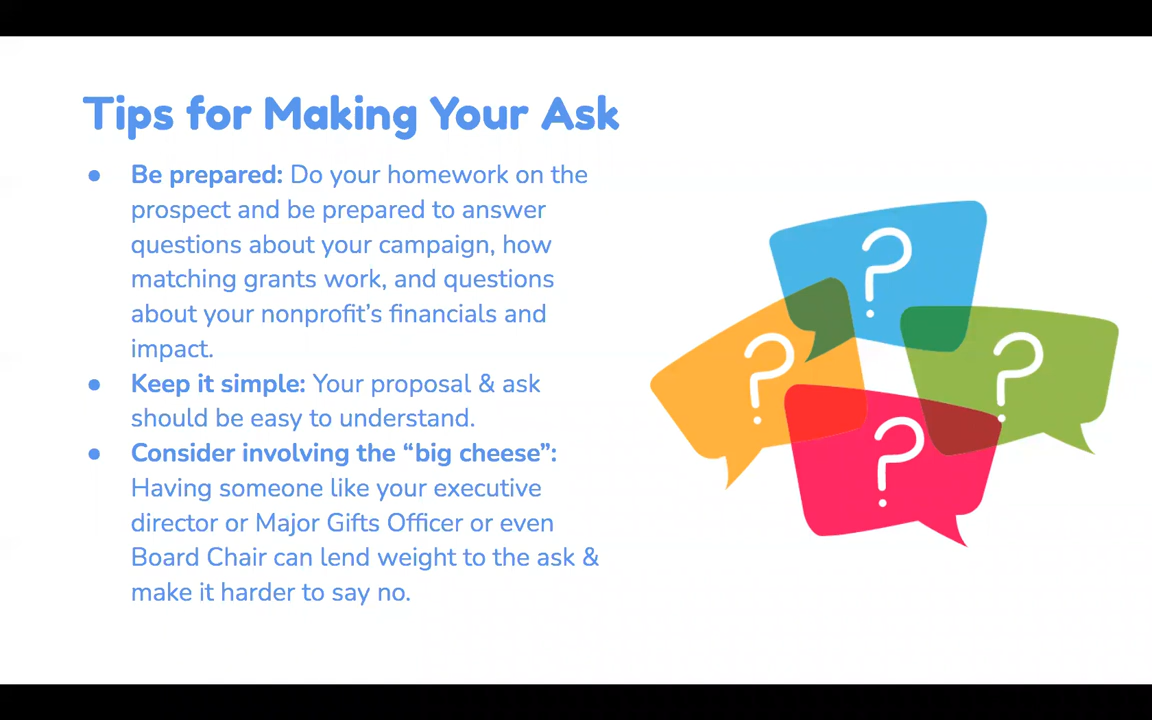 Tips for Making Your Ask
● Be prepared: Do your homework on the
prospect and be prepared to answer
questions about your campaign, how
matching grants work, and questions
about your nonprofit’s financials and
impact.
● Keep it simple: Your proposal & ask
should be easy to understand.
● Consider involving the “big cheese”:
Having someone like your executive
director or Major Gifts Officer or even
Board Chair can lend weight to the ask &
make it harder to say no.
?
?
?
?